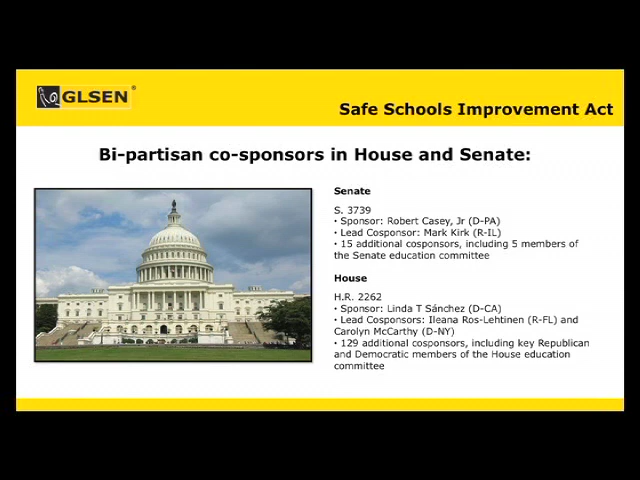 GLSEN®
Safe Schools Improvement Act
Bi-partisan co-sponsors in House and Senate:
Senate
S. 3739
• Sponsor: Robert Casey, Jr (D-PA)
• Lead Cosponsor: Mark Kirk (R-IL)
• 15 additional cosponsors, including 5 members of
the Senate education committee
House
H.R. 2262
• Sponsor: Linda T Sánchez (D-CA)
• Lead Cosponsors: Ileana Ros-Lehtinen (R-FL) and
Carolyn McCarthy (D-NY)
• 129 additional cosponsors, including key Republican
and Democratic members of the House education
committee